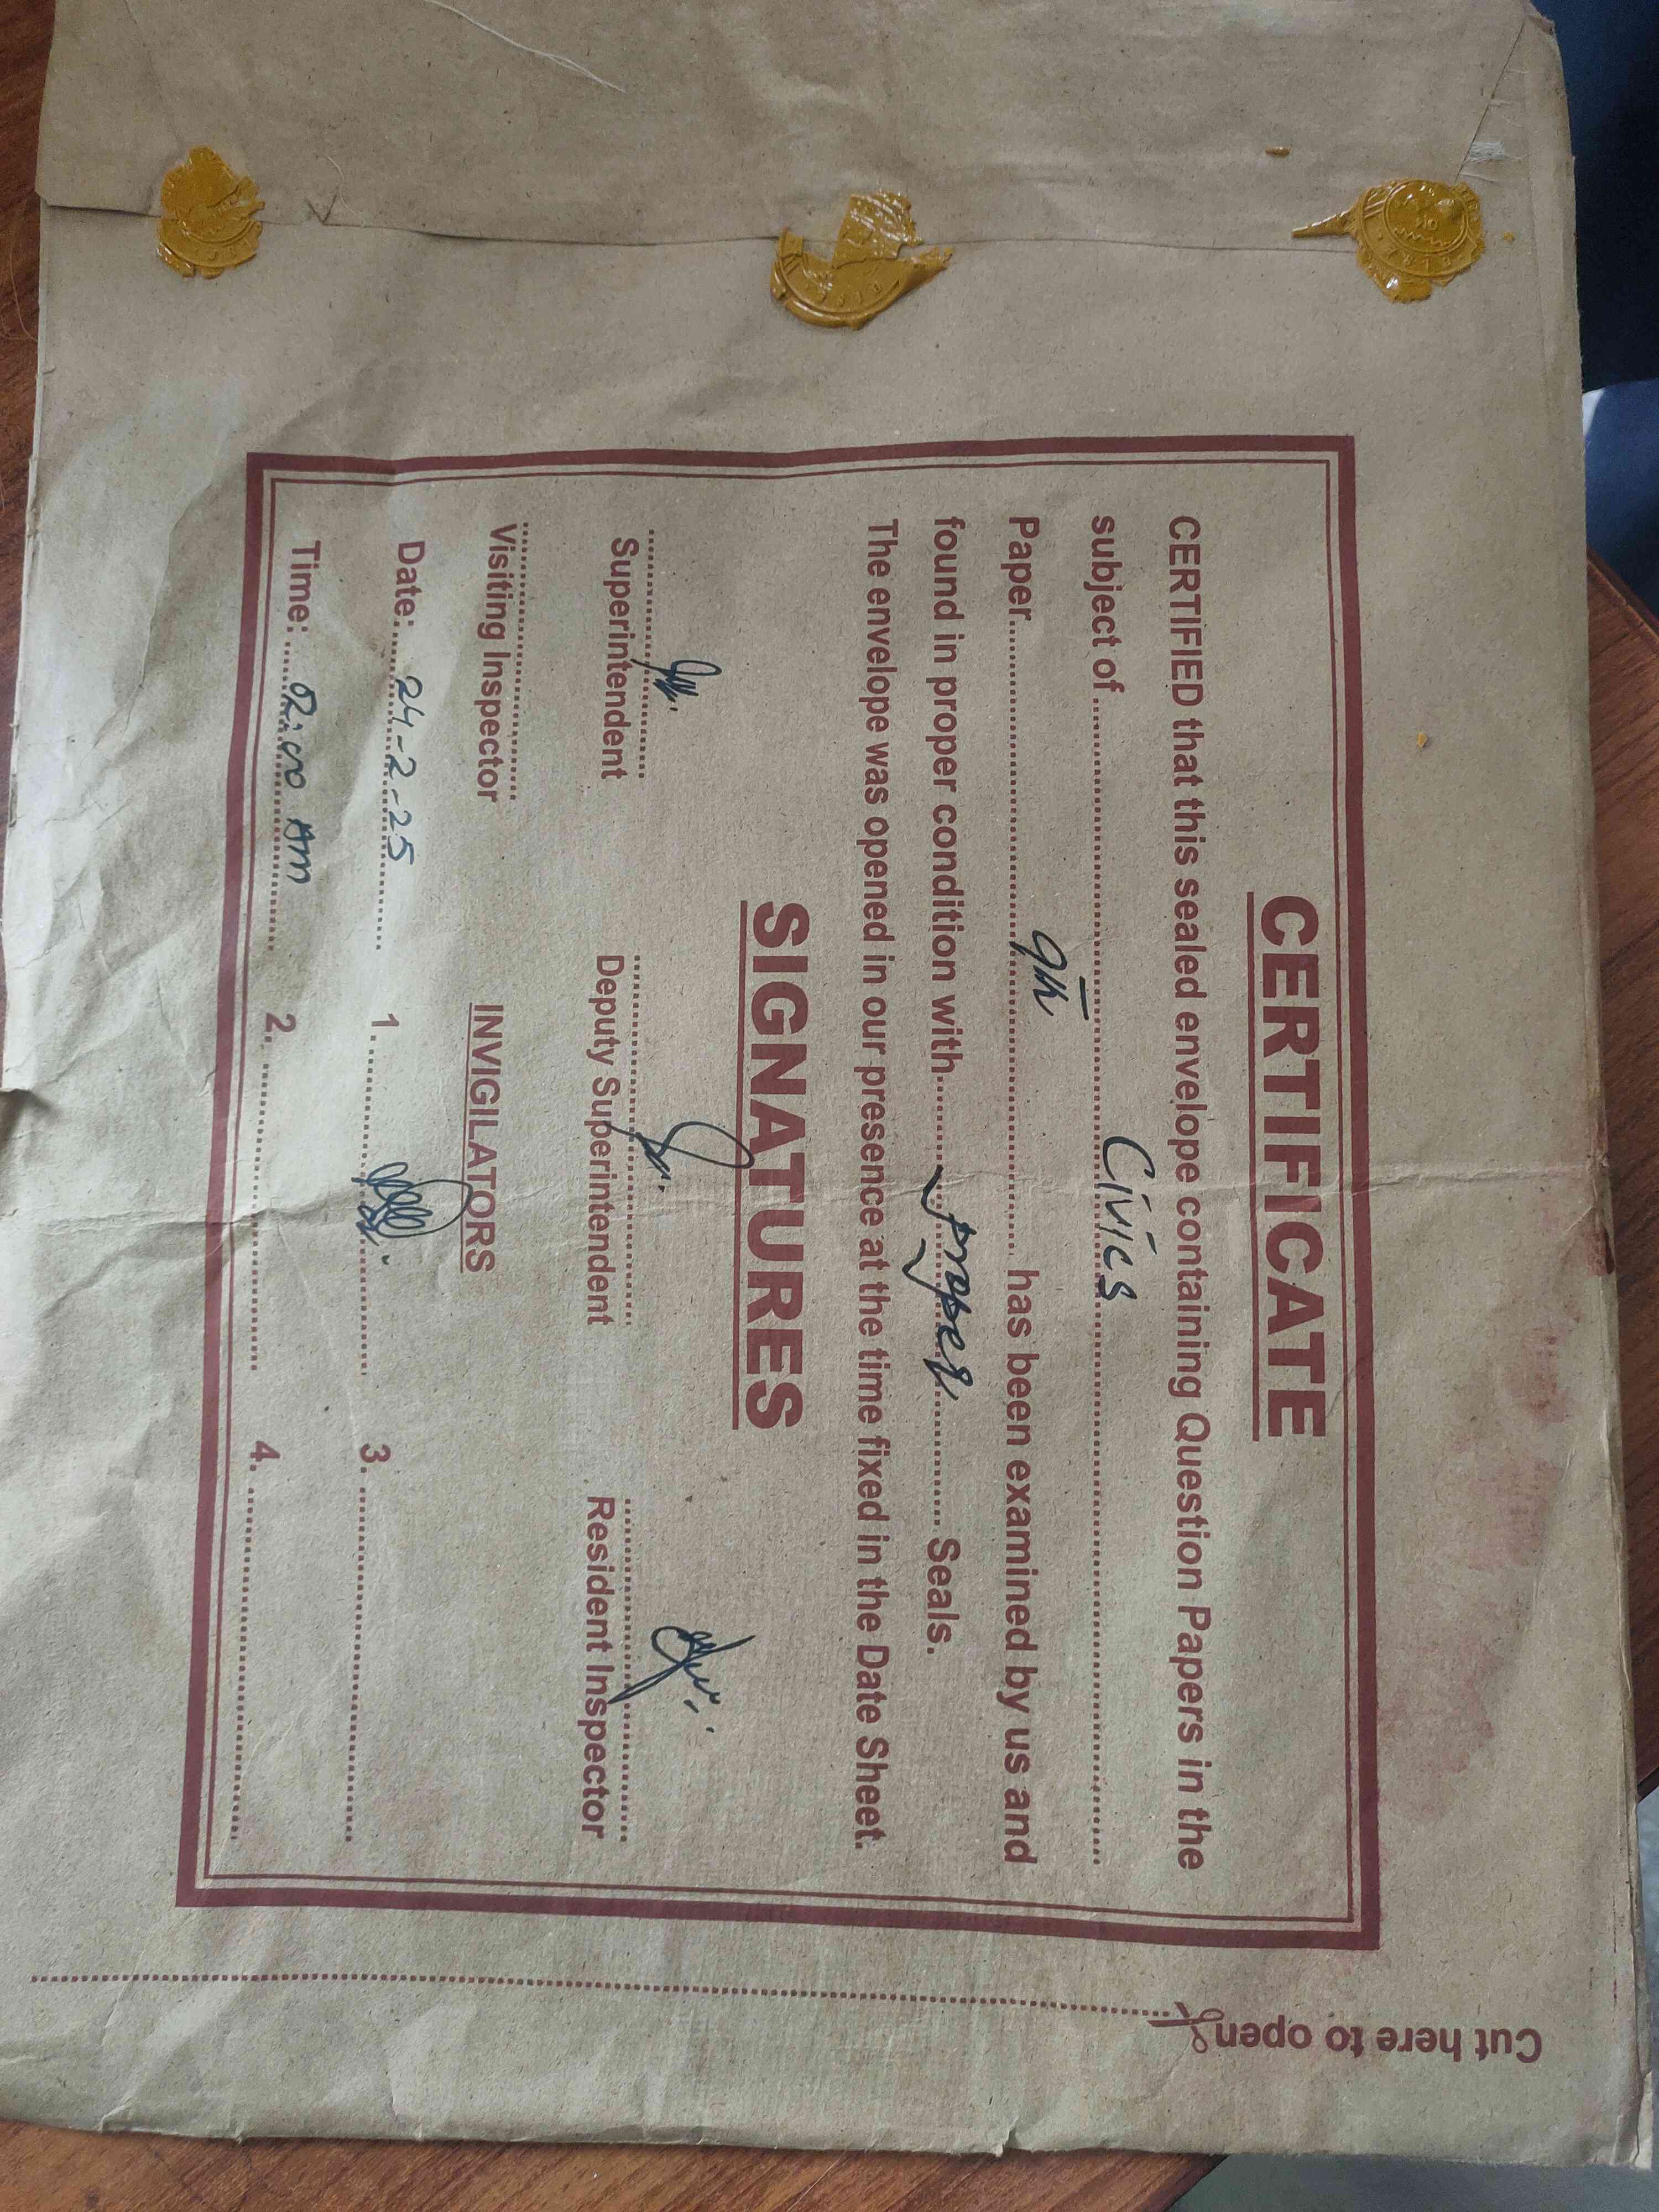 CERTIFICATE
CERTIFIED that this sealed envelope containing Question Papers in the
subject of .................... Civics ....................
Paper.................... 9th .................... has been examined by us and
found in proper condition with.......... proper .......... Seals.
The envelope was opened in our presence at the time fixed in the Date Sheet.
SIGNATURES
Superintendent Deputy Superintendent Resident Inspector
Visiting Inspector INVIGILATORS
Date: 24-2-25 1. .................... 3. ....................
Time: Am 2. .................... 4. ....................
Cut here to open